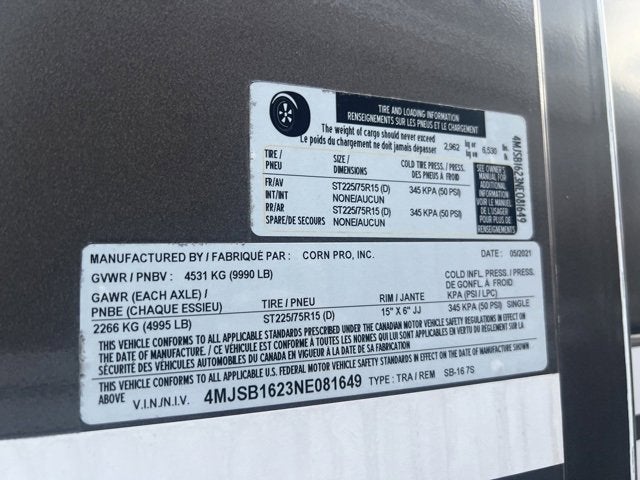 TIRE AND LOADING INFORMATION
RENSEIGNEMENTS SUR LES PNEUS ET LE CHARGEMENT
The weight of cargo should never exceed
Le poids du chargement ne doit jamais dépasser 2,962 kg or 6,530 lbs.
TIRE / PNEU SIZE / DIMENSIONS COLD TIRE PRESS./ PRESS. DES PNEUS À FROID
FR/AV ST225/75R15 (D) 345 KPA (50 PSI)
INT/INT NONE/AUCUN
RR/AR ST225/75R15 (D) 345 KPA (50 PSI)
SPARE/DE SECOURS NONE/AUCUN
SEE OWNER'S
MANUAL FOR
ADDITIONAL
INFORMATION
VOIR LE MANUEL
DE L'USAGER
POUR PLUS DE
RENSEIGNEMENTS
4MJSB1623NE081649
MANUFACTURED BY / FABRIQUÉ PAR : CORN PRO, INC. DATE : 05/2021
GVWR / PNBV : 4531 KG (9990 LB)
GAWR (EACH AXLE) /
PNBE (CHAQUE ESSIEU) TIRE / PNEU RIM / JANTE
COLD INFL. PRESS. / PRESS.
DE GONFL. À FROID
KPA (PSI / LPC)
2266 KG (4995 LB) ST225/75R15 (D) 15" X 6" JJ 345 KPA (50 PSI) SINGLE
THIS VEHICLE CONFORMS TO ALL APPLICABLE STANDARDS PRESCRIBED UNDER THE CANADIAN MOTOR VEHICLE SAFETY REGULATIONS IN EFFECT
ON THE DATE OF MANUFACTURE / CE VÉHICULE EST CONFORME À TOUTES LES NORMES QUI LUI SONT APPLICABLES EN VERTU DU RÈGLEMENT SUR LA
SÉCURITÉ DES VÉHICULES AUTOMOBILES DU CANADA EN VIGUEUR À LA DATE DE SA FABRICATION
THIS VEHICLE CONFORMS TO ALL APPLICABLE U.S. FEDERAL MOTOR VEHICLE SAFETY STANDARDS IN EFFECT ON THE DATE OF MANUFACTURE SHOWN
ABOVE.
V.I.N./N.I.V. 4MJSB1623NE081649 TYPE : TRA / REM SB-16 7S